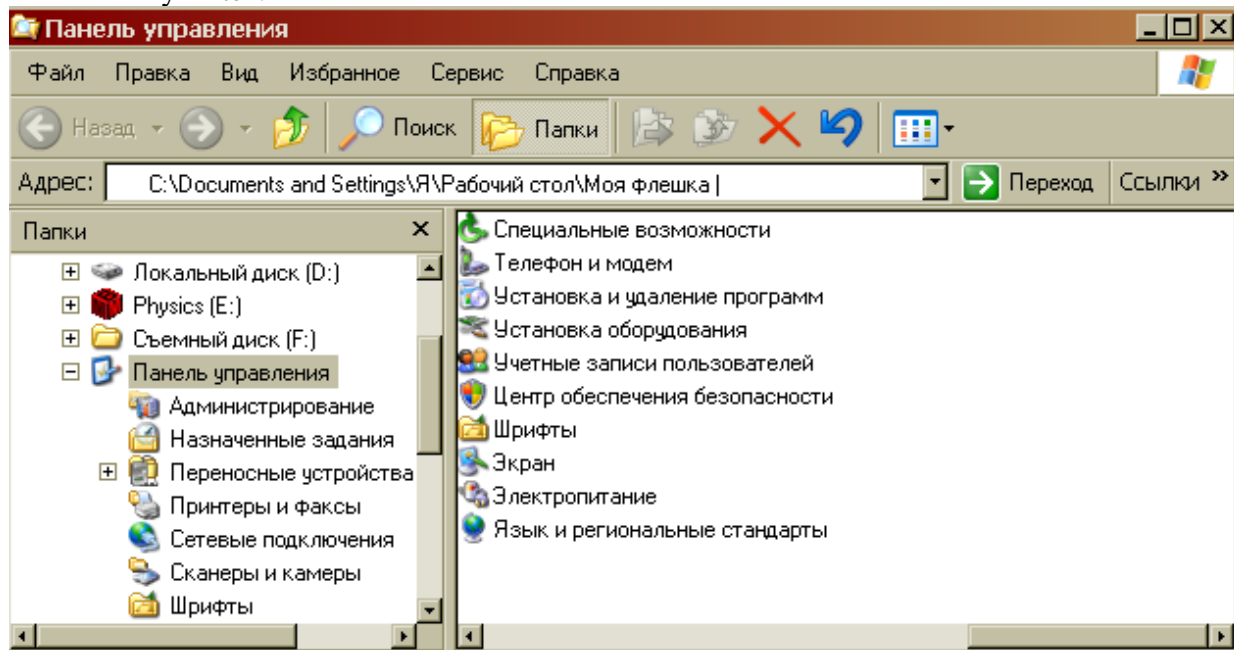 Панель управления
Файл Правка Вид Избранное Сервис Справка
Назад Поиск Папки
Адрес: C:\Documents and Settings\Я\Рабочий стол\Моя флешка Переход Ссылки »
Папки
Локальный диск (D:)
Physics (E:)
Съемный диск (F:)
Панель управления
Администрирование
Назначенные задания
Переносные устройства
Принтеры и факсы
Сетевые подключения
Сканеры и камеры
Шрифты
Специальные возможности
Телефон и модем
Установка и удаление программ
Установка оборудования
Учетные записи пользователей
Центр обеспечения безопасности
Шрифты
Экран
Электропитание
Язык и региональные стандарты